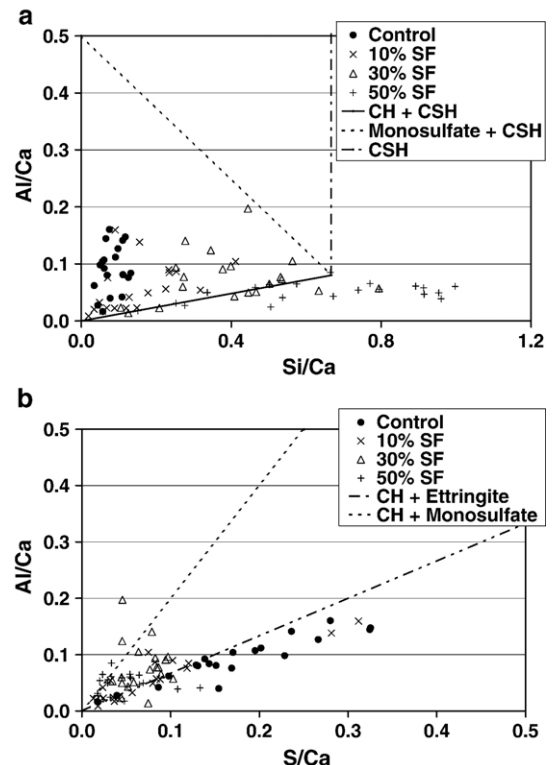 a
0.5
0.4
0.3
0.2
0.1
0.0
Al/Ca
0.0 0.4 0.8 1.2
Si/Ca
Control
10% SF
30% SF
50% SF
CH + CSH
Monosulfate + CSH
CSH
b
0.5
0.4
0.3
0.2
0.1
0.0
Al/Ca
0.0 0.1 0.2 0.3 0.4 0.5
S/Ca
Control
10% SF
30% SF
50% SF
CH + Ettringite
CH + Monosulfate